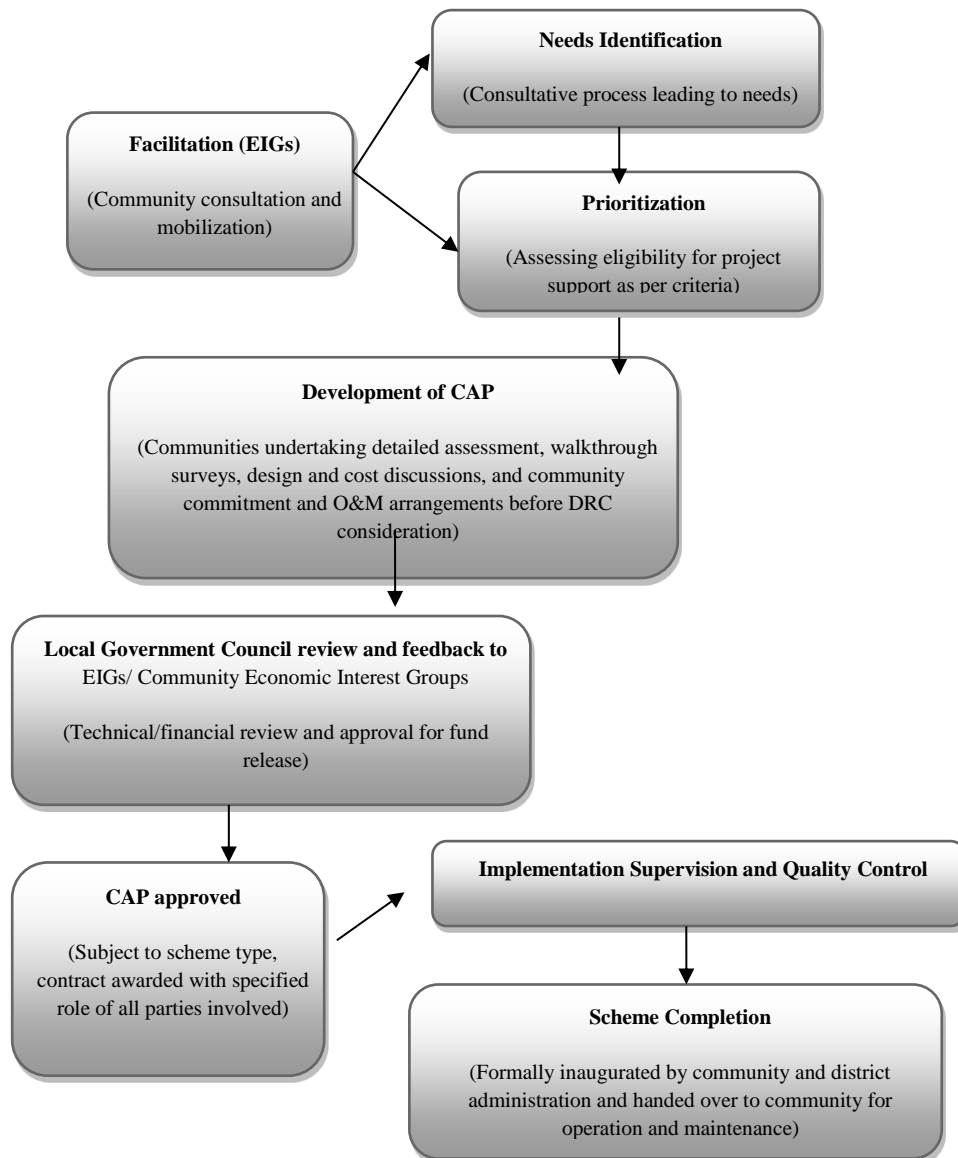 Needs Identification
(Consultative process leading to needs)
Facilitation (EIGs)
(Community consultation and
mobilization)
Prioritization
(Assessing eligibility for project
support as per criteria)
Development of CAP
(Communities undertaking detailed assessment, walkthrough
surveys, design and cost discussions, and community
commitment and O&M arrangements before DRC
consideration)
Local Government Council review and feedback to
EIGs/ Community Economic Interest Groups
(Technical/financial review and approval for fund
release)
CAP approved
(Subject to scheme type,
contract awarded with specified
role of all parties involved)
Implementation Supervision and Quality Control
Scheme Completion
(Formally inaugurated by community and district
administration and handed over to community for
operation and maintenance)